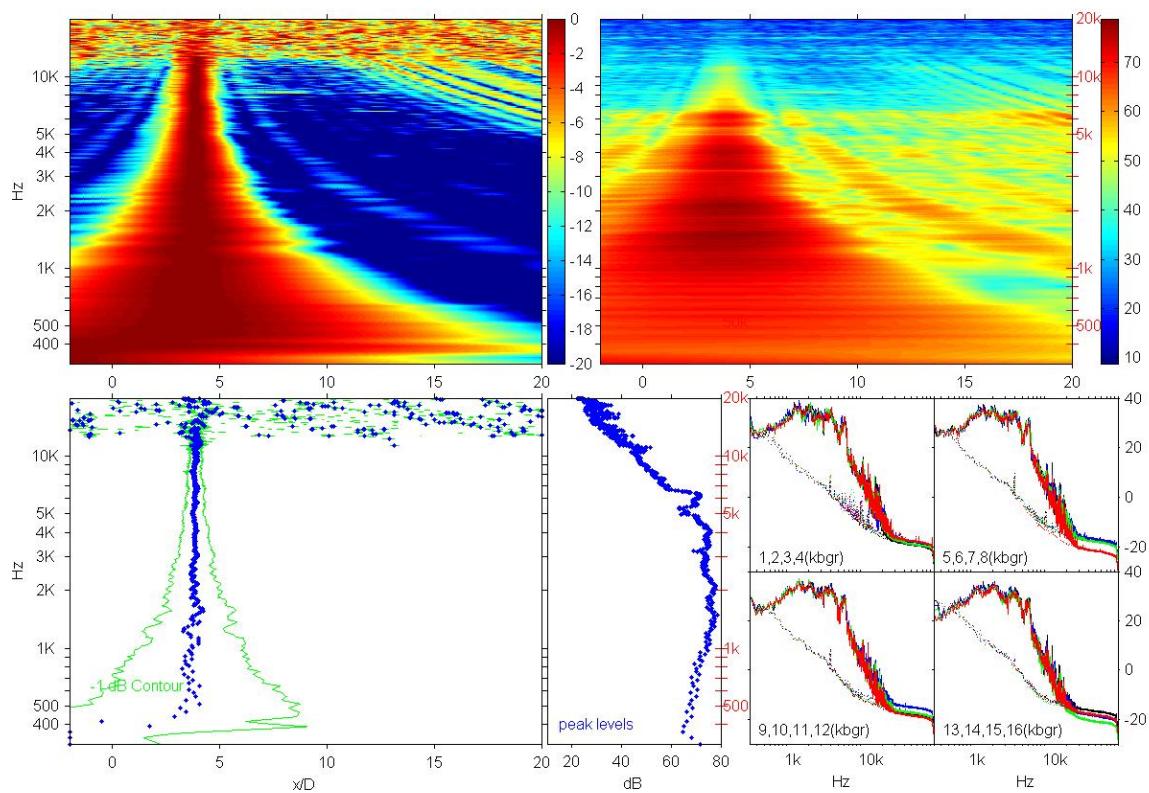 0
-2
-4
-6
-8
-10
-12
-14
-16
-18
-20
10K
5K
4K
3K
2K
1K
500
400
Hz
0 5 10 15 20
20k
10k
5k
1k
500
50k
70
60
50
40
30
20
10
0 5 10 15 20
10K
5K
4K
3K
2K
1K
500
400
Hz
-1 dB Contour
0 5 10 15 20
x/D
peak levels
20 40 60 80
dB
20k
10k
5k
1k
500
400
1,2,3,4(kbgr)
5,6,7,8(kbgr)
9,10,11,12(kbgr)
13,14,15,16(kbgr)
40
20
0
-20
40
20
0
-20
1k 10k
Hz
1k 10k
Hz